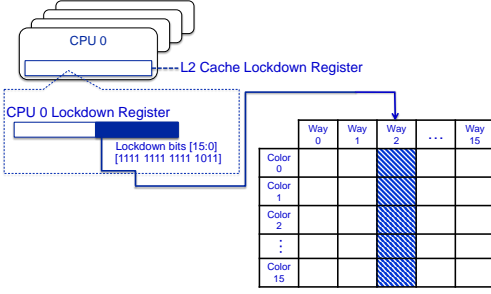 CPU 0
L2 Cache Lockdown Register
CPU 0 Lockdown Register
Lockdown bits [15:0]
[1111 1111 1111 1011]
Way 0
Way 1
Way 2
...
Way 15
Color 0
Color 1
Color 2
⋮
Color 15